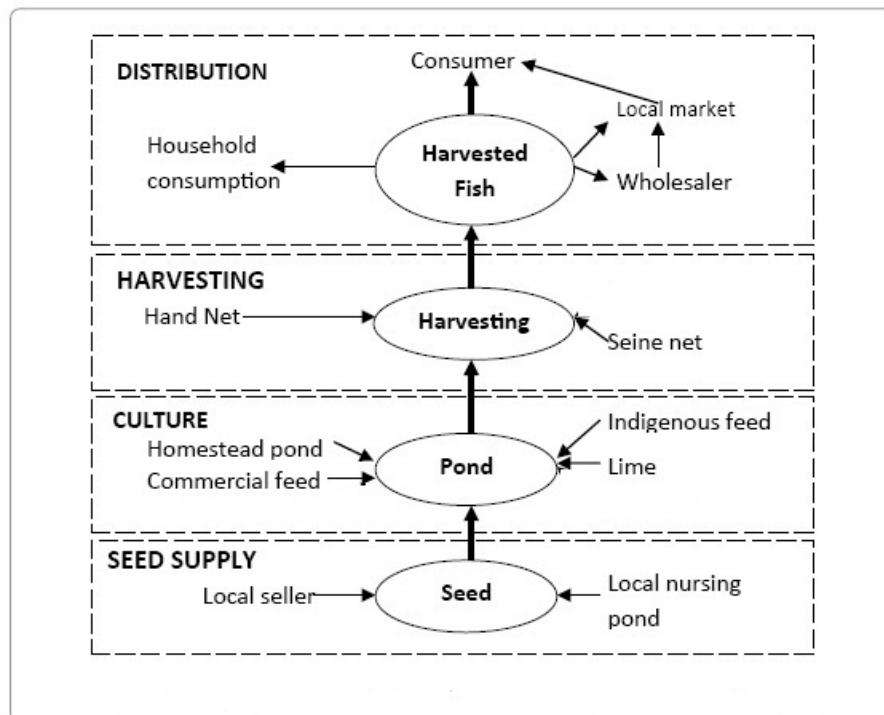 DISTRIBUTION
Consumer
Local market
Household
consumption
Harvested
Fish
Wholesaler
HARVESTING
Hand Net
Harvesting
Seine net
CULTURE
Homestead pond
Commercial feed
Pond
Indigenous feed
Lime
SEED SUPPLY
Local seller
Seed
Local nursing
pond